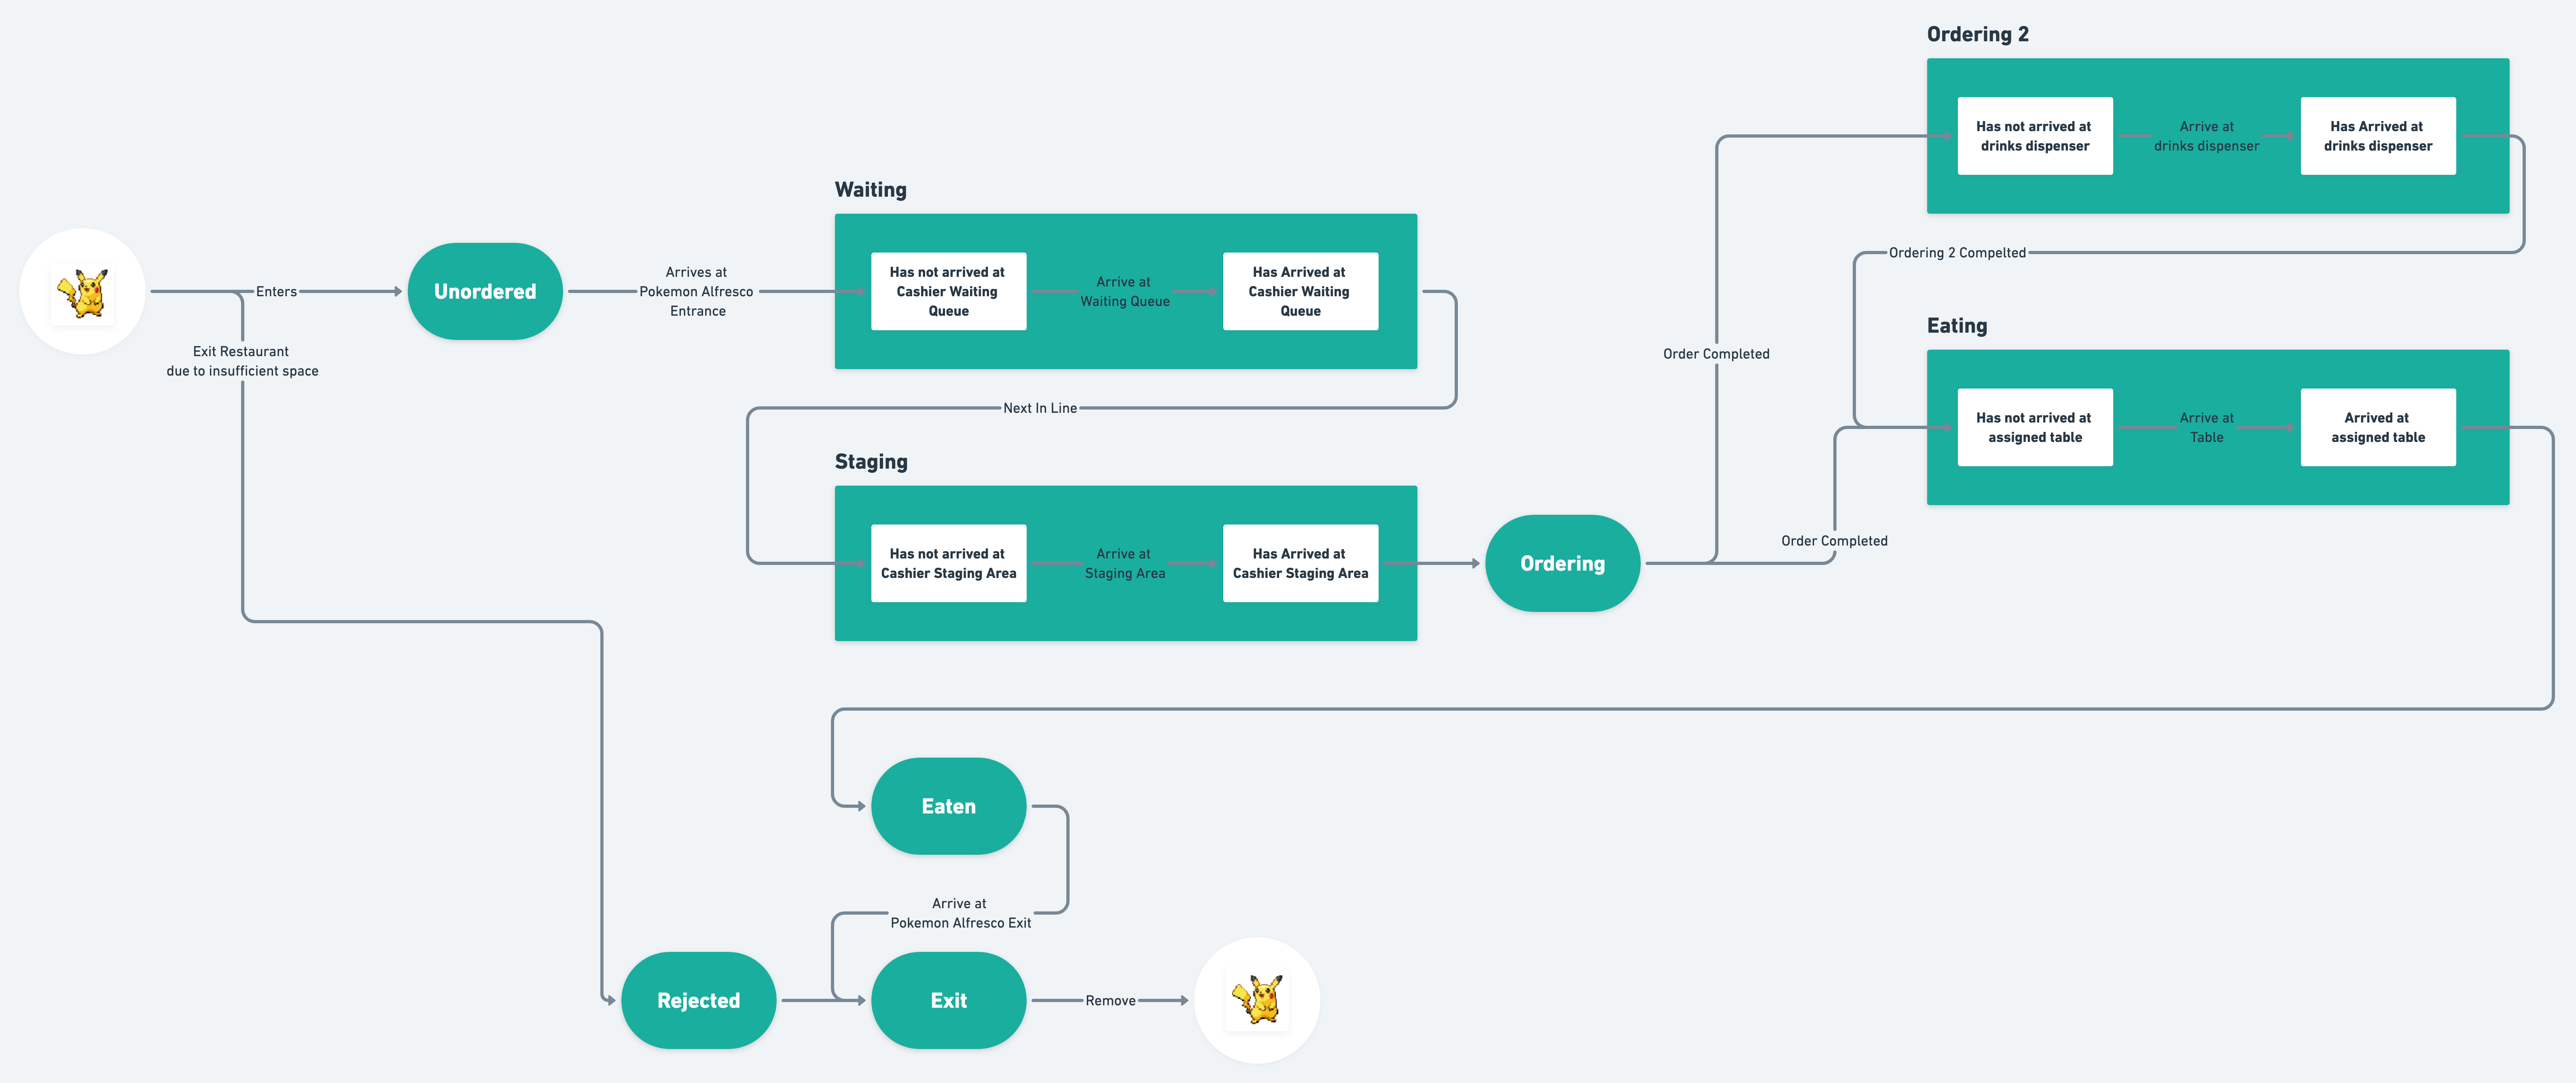 Ordering 2
Has not arrived at
drinks dispenser
Arrive at
drinks dispenser
Has Arrived at
drinks dispenser
Waiting
Enters
Unordered
Arrives at
Pokemon Alfresco
Entrance
Has not arrived at
Cashier Waiting
Queue
Arrive at
Waiting Queue
Has Arrived at
Cashier Waiting
Queue
Ordering 2 Compelted
Exit Restaurant
due to insufficient space
Order Completed
Eating
Has not arrived at
assigned table
Arrive at
Table
Arrived at
assigned table
Next In Line
Staging
Has not arrived at
Cashier Staging Area
Arrive at
Staging Area
Has Arrived at
Cashier Staging Area
Ordering
Order Completed
Eaten
Arrive at
Pokemon Alfresco Exit
Rejected
Exit
Remove